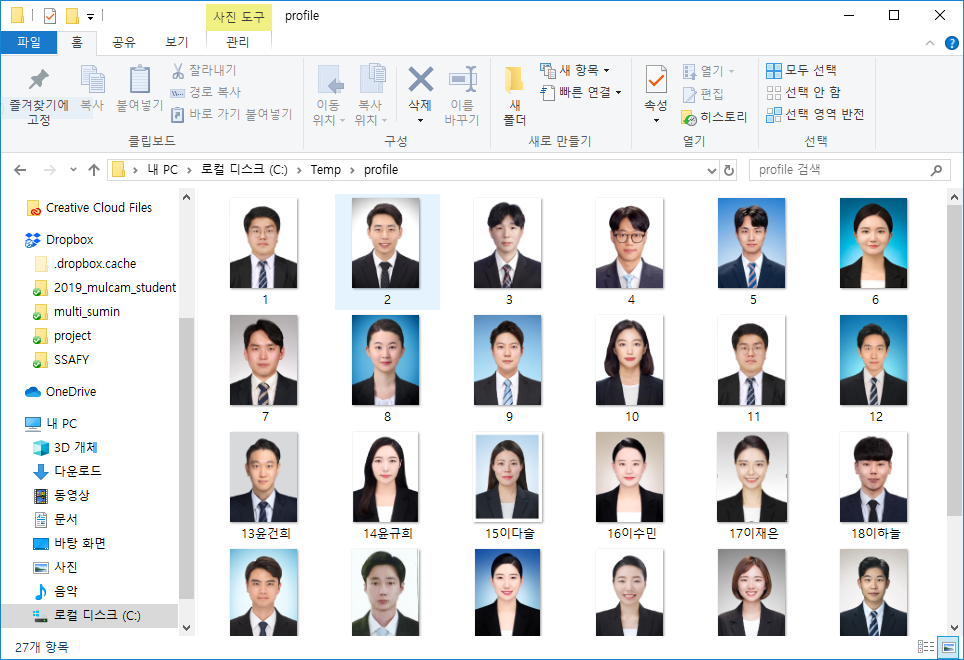 사진 도구
profile
파일
홈
공유
보기
관리
즐겨찾기에
고정
복사
붙여넣기
잘라내기
경로 복사
바로 가기 붙여넣기
클립보드
이동
위치
복사
위치
삭제
이름
바꾸기
구성
새
폴더
새 항목
빠른 연결
새로 만들기
속성
열기
편집
히스토리
열기
모두 선택
선택 안 함
선택 영역 반전
선택
내 PC > 로컬 디스크 (C:) > Temp > profile
profile 검색
Creative Cloud Files
Dropbox
.dropbox.cache
2019_mulcam_student
multi_sumin
project
SSAFY
OneDrive
내 PC
3D 개체
다운로드
동영상
문서
바탕 화면
사진
음악
로컬 디스크 (C:)
1
2
3
4
5
6
7
8
9
10
11
12
13윤건희
14윤규희
15이다솔
16이수민
17이재은
18이하늘
27개 항목